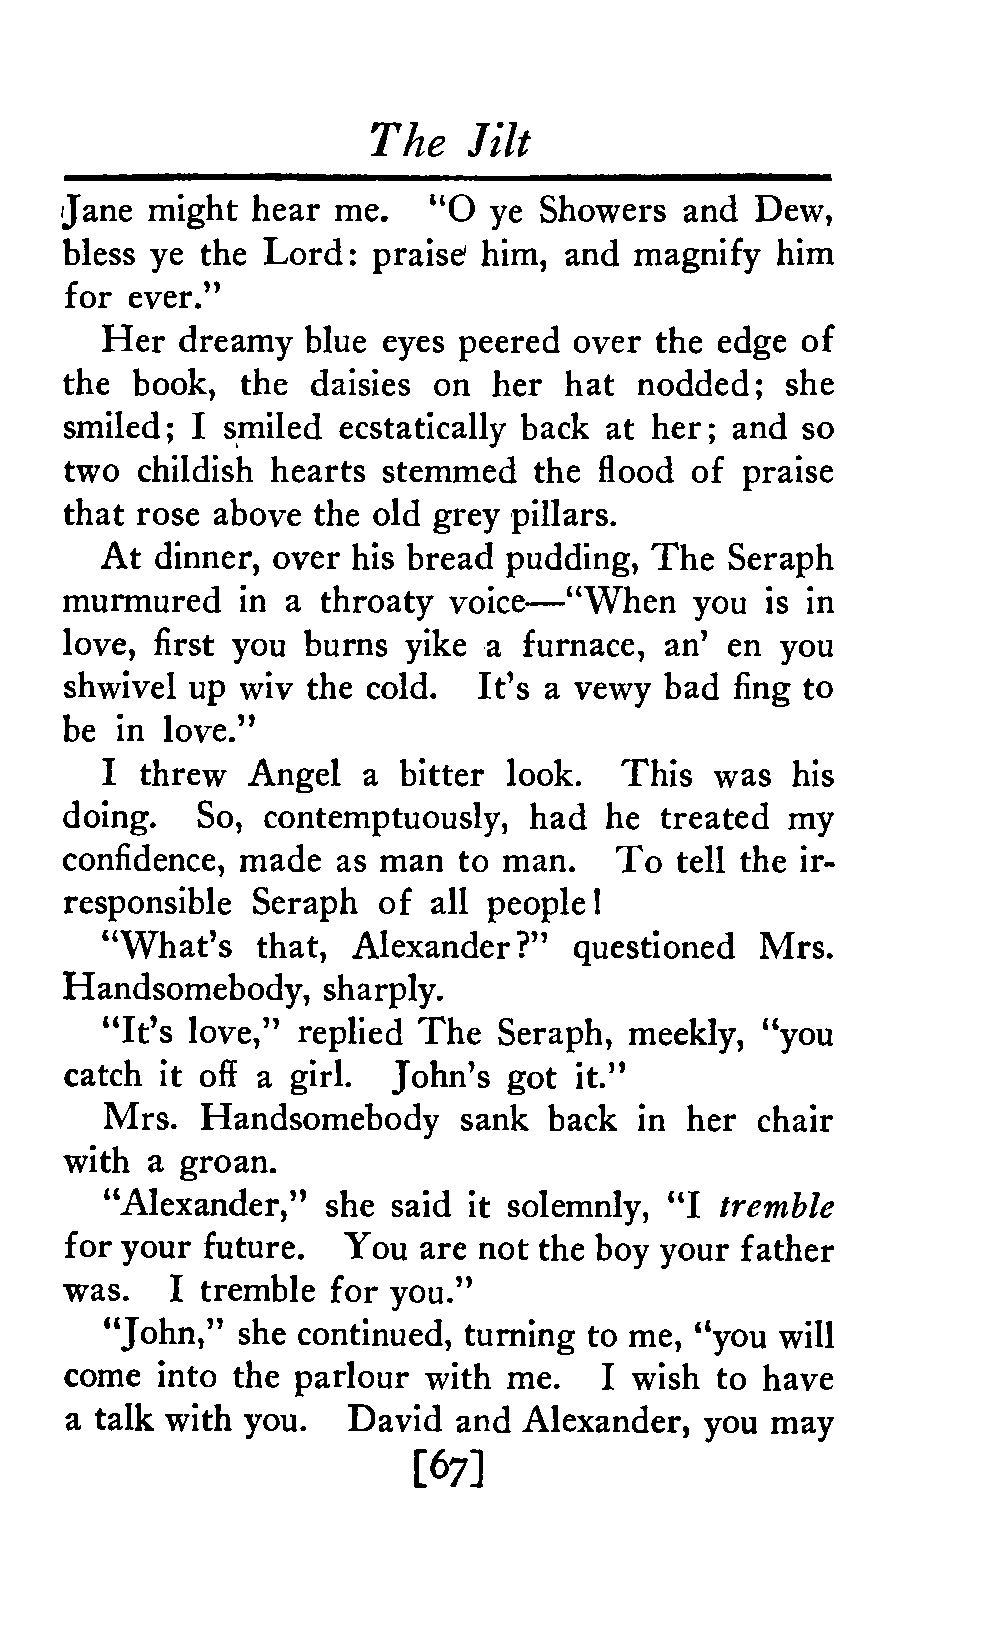 The Jilt
Jane might hear me. "O ye Showers and Dew,
bless ye the Lord: praise him, and magnify him
for ever."
Her dreamy blue eyes peered over the edge of
the book, the daisies on her hat nodded; she
smiled; I smiled ecstatically back at her; and so
two childish hearts stemmed the flood of praise
that rose above the old grey pillars.
At dinner, over his bread pudding, The Seraph
murmured in a throaty voice—"When you is in
love, first you burns yike a furnace, an' en you
shwivel up wiv the cold. It's a vewy bad fing to
be in love."
I threw Angel a bitter look. This was his
doing. So, contemptuously, had he treated my
confidence, made as man to man. To tell the ir-
responsible Seraph of all people!
"What's that, Alexander?" questioned Mrs.
Handsomebody, sharply.
"It's love," replied The Seraph, meekly, "you
catch it off a girl. John's got it."
Mrs. Handsomebody sank back in her chair
with a groan.
"Alexander," she said it solemnly, "I tremble
for your future. You are not the boy your father
was. I tremble for you."
"John," she continued, turning to me, "you will
come into the parlour with me. I wish to have
a talk with you. David and Alexander, you may
[67]